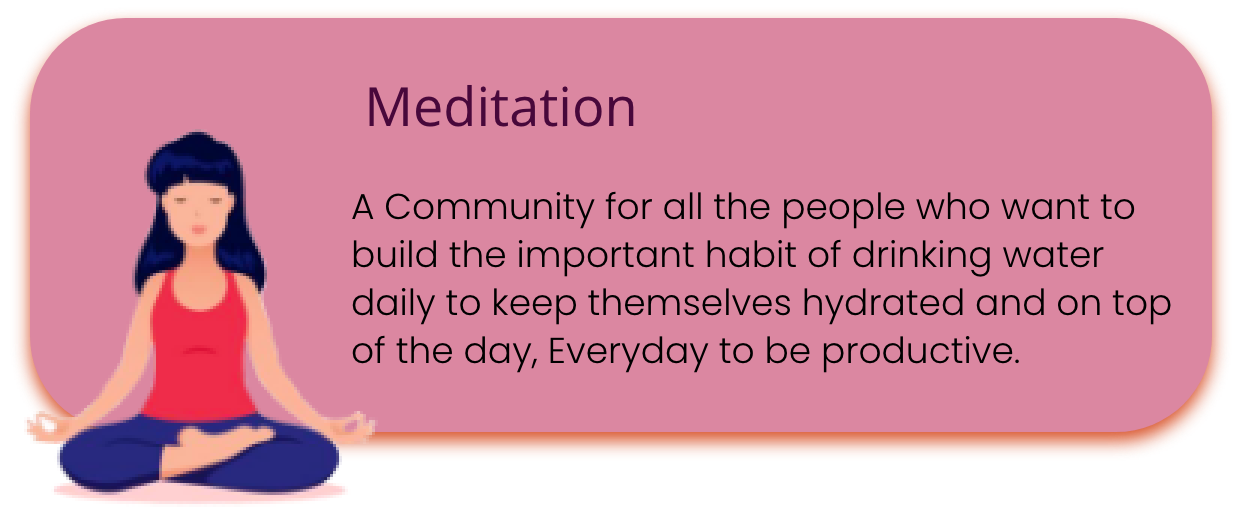 Meditation
A Community for all the people who want to
build the important habit of drinking water
daily to keep themselves hydrated and on top
of the day, Everyday to be productive.